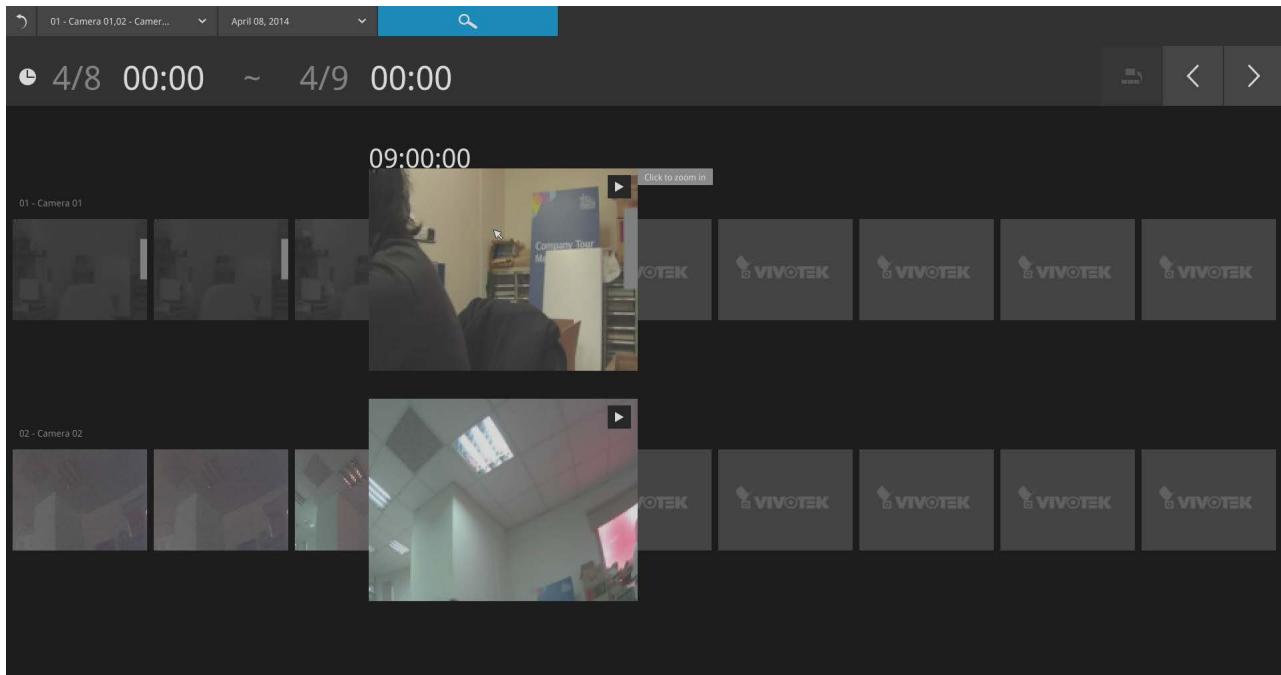 01 - Camera 01,02 - Camer...
April 08, 2014
4/8 00:00 ~ 4/9 00:00
09:00:00
Click to zoom in
01 - Camera 01
Company Tour
VIVOTEK
VIVOTEK
VIVOTEK
VIVOTEK
02 - Camera 02
VIVOTEK
VIVOTEK
VIVOTEK
VIVOTEK